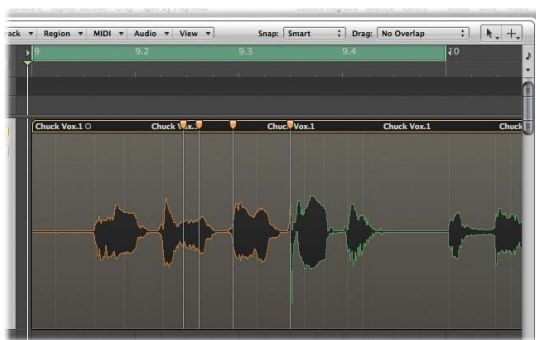 ack Region MIDI Audio View Snap: Smart Drag: No Overlap
9 9.2 9.3 9.4 10
Chuck Vox.1 Chuck Vox.1 Chuc Vox.1 Chuck Vox.1 Chuck